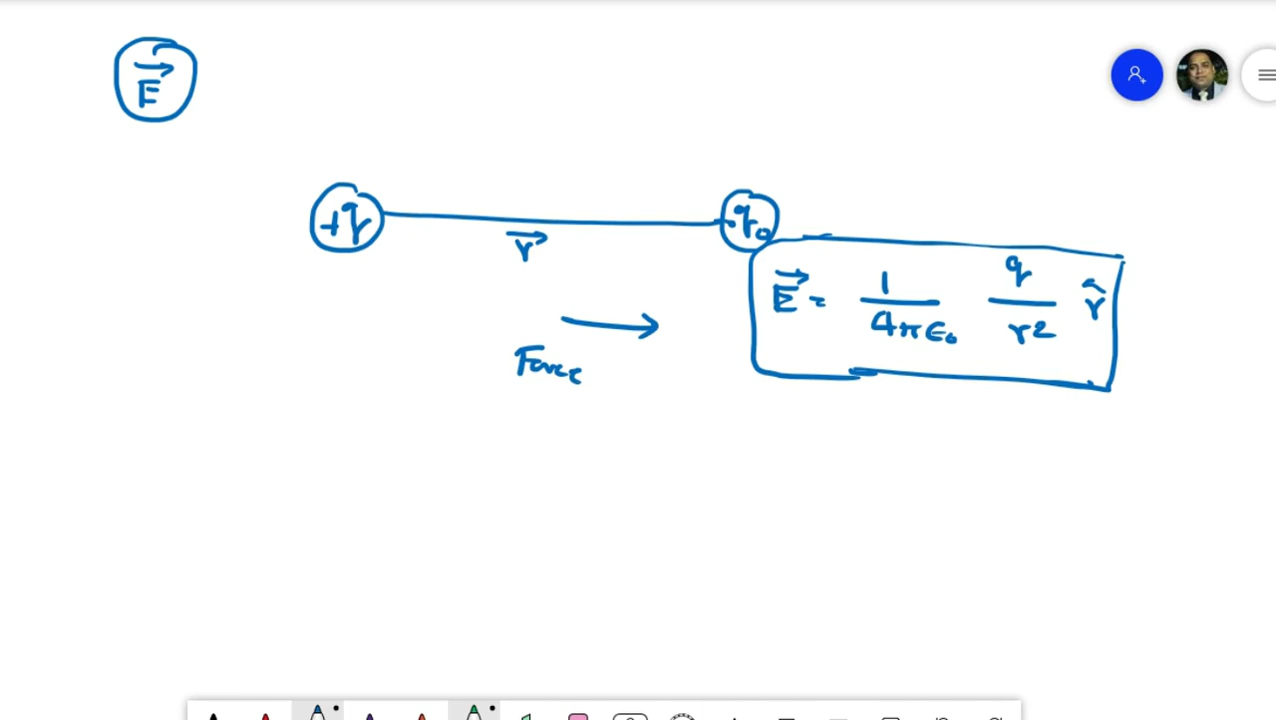 E⃗
+q
+q₀
r⃗
E⃗ = 1/4πε₀ q/r² r̂
Force